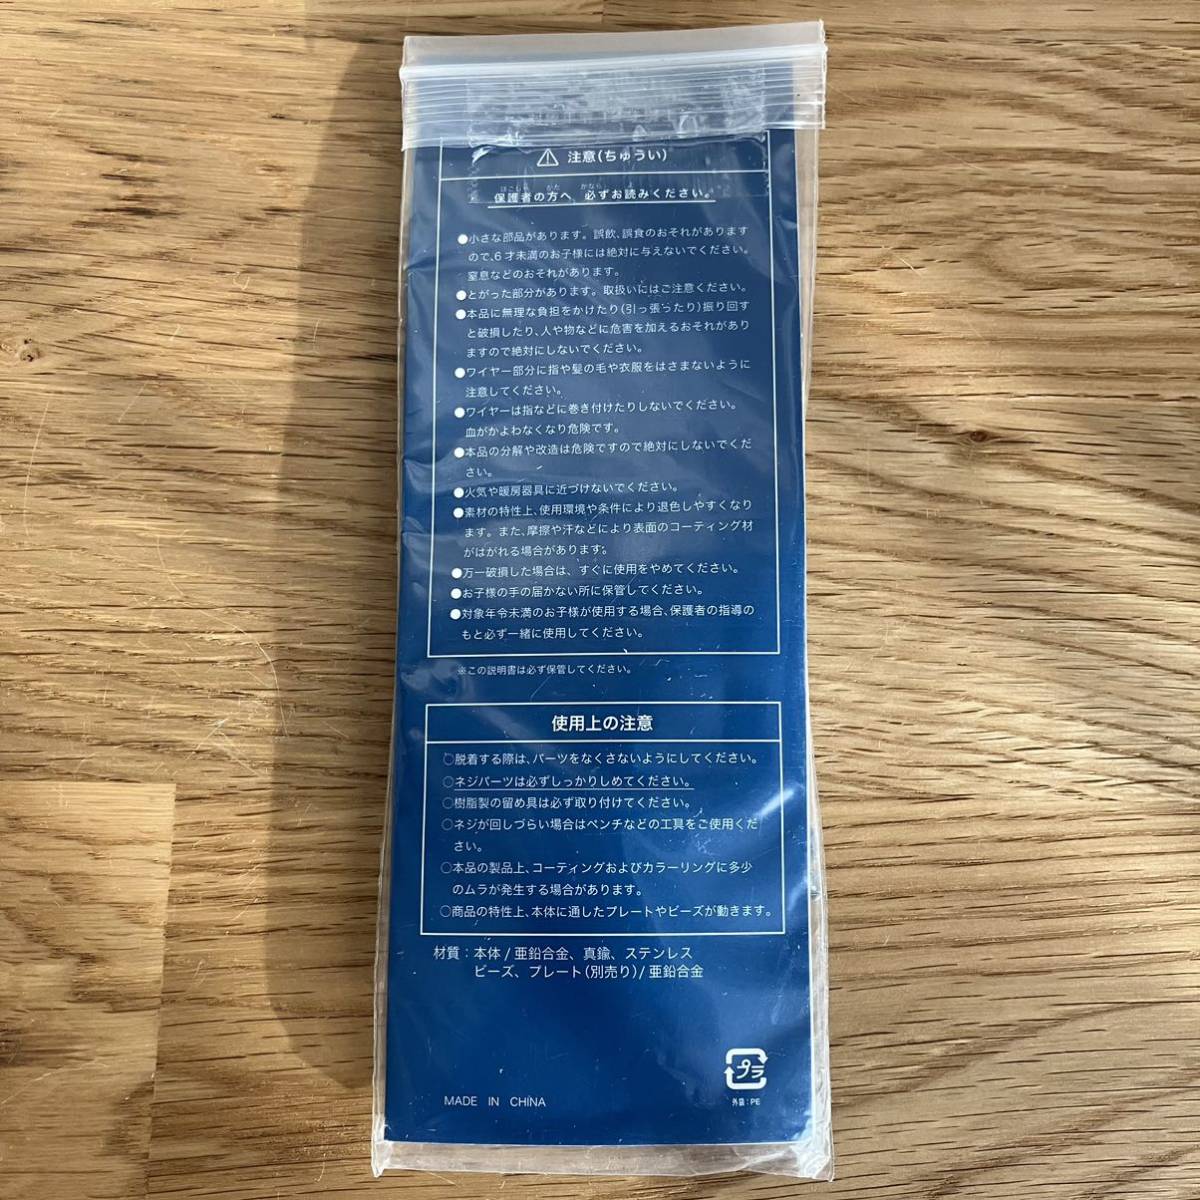 注意(ちゅうい)
※ 保護者の方へ 必ずお読みください。
●小さな部品があります。誤飲、誤食のおそれがあります
ので、6才未満のお子様には絶対に与えないでください。
窒息などのおそれがあります。
●とがった部分があります。取扱いにはご注意ください。
●本品に無理な負担をかけたり(引っ張ったり)振り回す
と破損したり、人や物などに危害を加えるおそれがあり
ますので絶対にしないでください。
●ワイヤー部分に指や髪の毛や衣服をはさまないように
注意してください。
●ワイヤーは指などに巻き付けたりしないでください。
血がかよわなくなり危険です。
●本品の分解や改造は危険ですので絶対にしないでくだ
さい。
●火気や暖房器具に近づけないでください。
●素材の特性上、使用環境や条件により退色しやすくなり
ます。また、摩擦や汗などにより表面のコーティング材
がはがれる場合があります。
●万一破損した場合は、すぐに使用をやめてください。
●お子様の手の届かない所に保管してください。
●対象年令未満のお子様が使用する場合、保護者の指導の
もと必ず一緒に使用してください。
※この説明書は必ず保管してください。
使用上の注意
○脱着する際は、パーツをなくさないようにしてください。
○ネジパーツは必ずしっかりしめてください。
○樹脂製の留め具は必ず取り付けてください。
○ネジが回しづらい場合はペンチなどの工具をご使用くだ
さい。
○本品の製品上、コーティングおよびカラーリングに多少
のムラが発生する場合があります。
○商品の特性上、本体に通したプレートやビーズが動きます。
材質：本体/亜鉛合金、真鍮、ステンレス
ビーズ、プレート(別売り)/亜鉛合金
プラ
外袋：PE
MADE IN CHINA